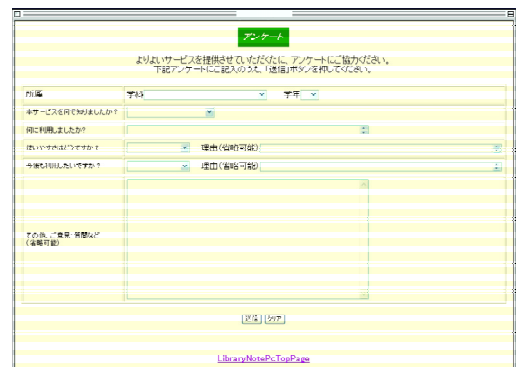 アンケート
よりよいサービスを提供させていただくために、アンケートにご協力ください。
下記アンケートにご記入のうえ、「送信」ボタンを押してください。
所属 学科 学年
本サービスを何で知りましたか？
何に利用しましたか？
使いやすさはどうですか？ 理由(省略可能)
今後も利用したいですか？ 理由(省略可能)
その他、ご意見・質問など
(省略可能)
送信 クリア
LibraryNotePcTopPage